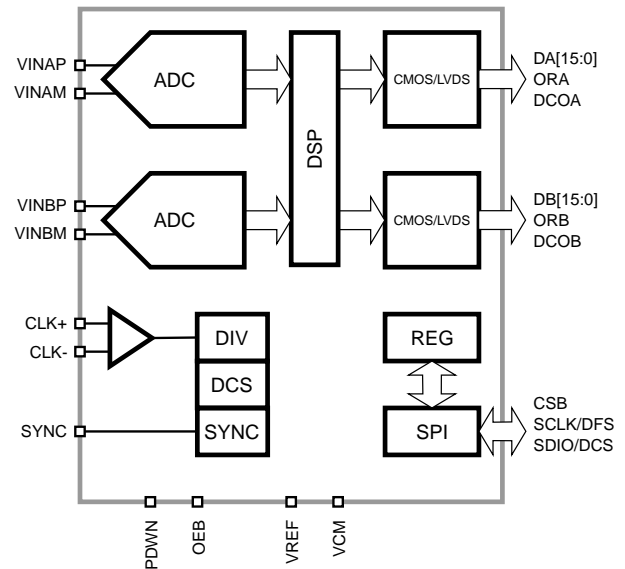 VINAP
VINAM
ADC
DSP
CMOS/LVDS
DA[15:0]
ORA
DCOA
VINBP
VINBM
ADC
CMOS/LVDS
DB[15:0]
ORB
DCOB
CLK+
CLK-
DIV
DCS
SYNC
SYNC
REG
SPI
CSB
SCLK/DFS
SDIO/DCS
PDWN
OEB
VREF
VCM